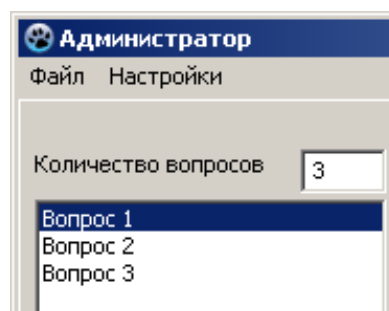 Администратор
Файл Настройки
Количество вопросов 3
Вопрос 1
Вопрос 2
Вопрос 3